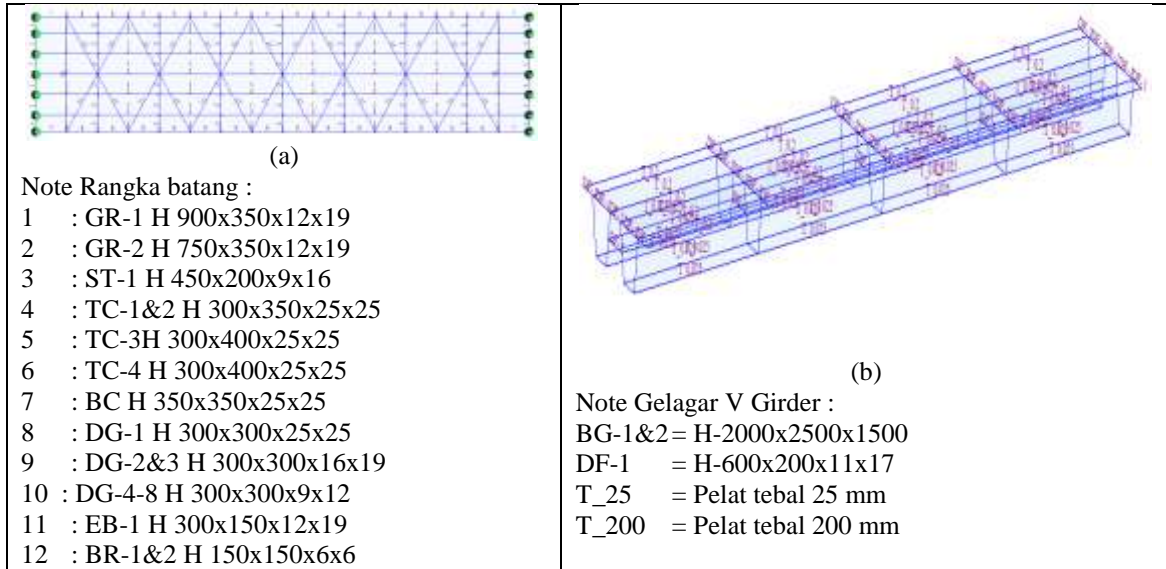 (a)
Note Rangka batang :
1 : GR-1 H 900x350x12x19
2 : GR-2 H 750x350x12x19
3 : ST-1 H 450x200x9x16
4 : TC-1&2 H 300x350x25x25
5 : TC-3H 300x400x25x25
6 : TC-4 H 300x400x25x25
7 : BC H 350x350x25x25
8 : DG-1 H 300x300x25x25
9 : DG-2&3 H 300x300x16x19
10 : DG-4-8 H 300x300x9x12
11 : EB-1 H 300x150x12x19
12 : BR-1&2 H 150x150x6x6
(b)
Note Gelagar V Girder :
BG-1&2 = H-2000x2500x1500
DF-1 = H-600x200x11x17
T_25 = Pelat tebal 25 mm
T_200 = Pelat tebal 200 mm